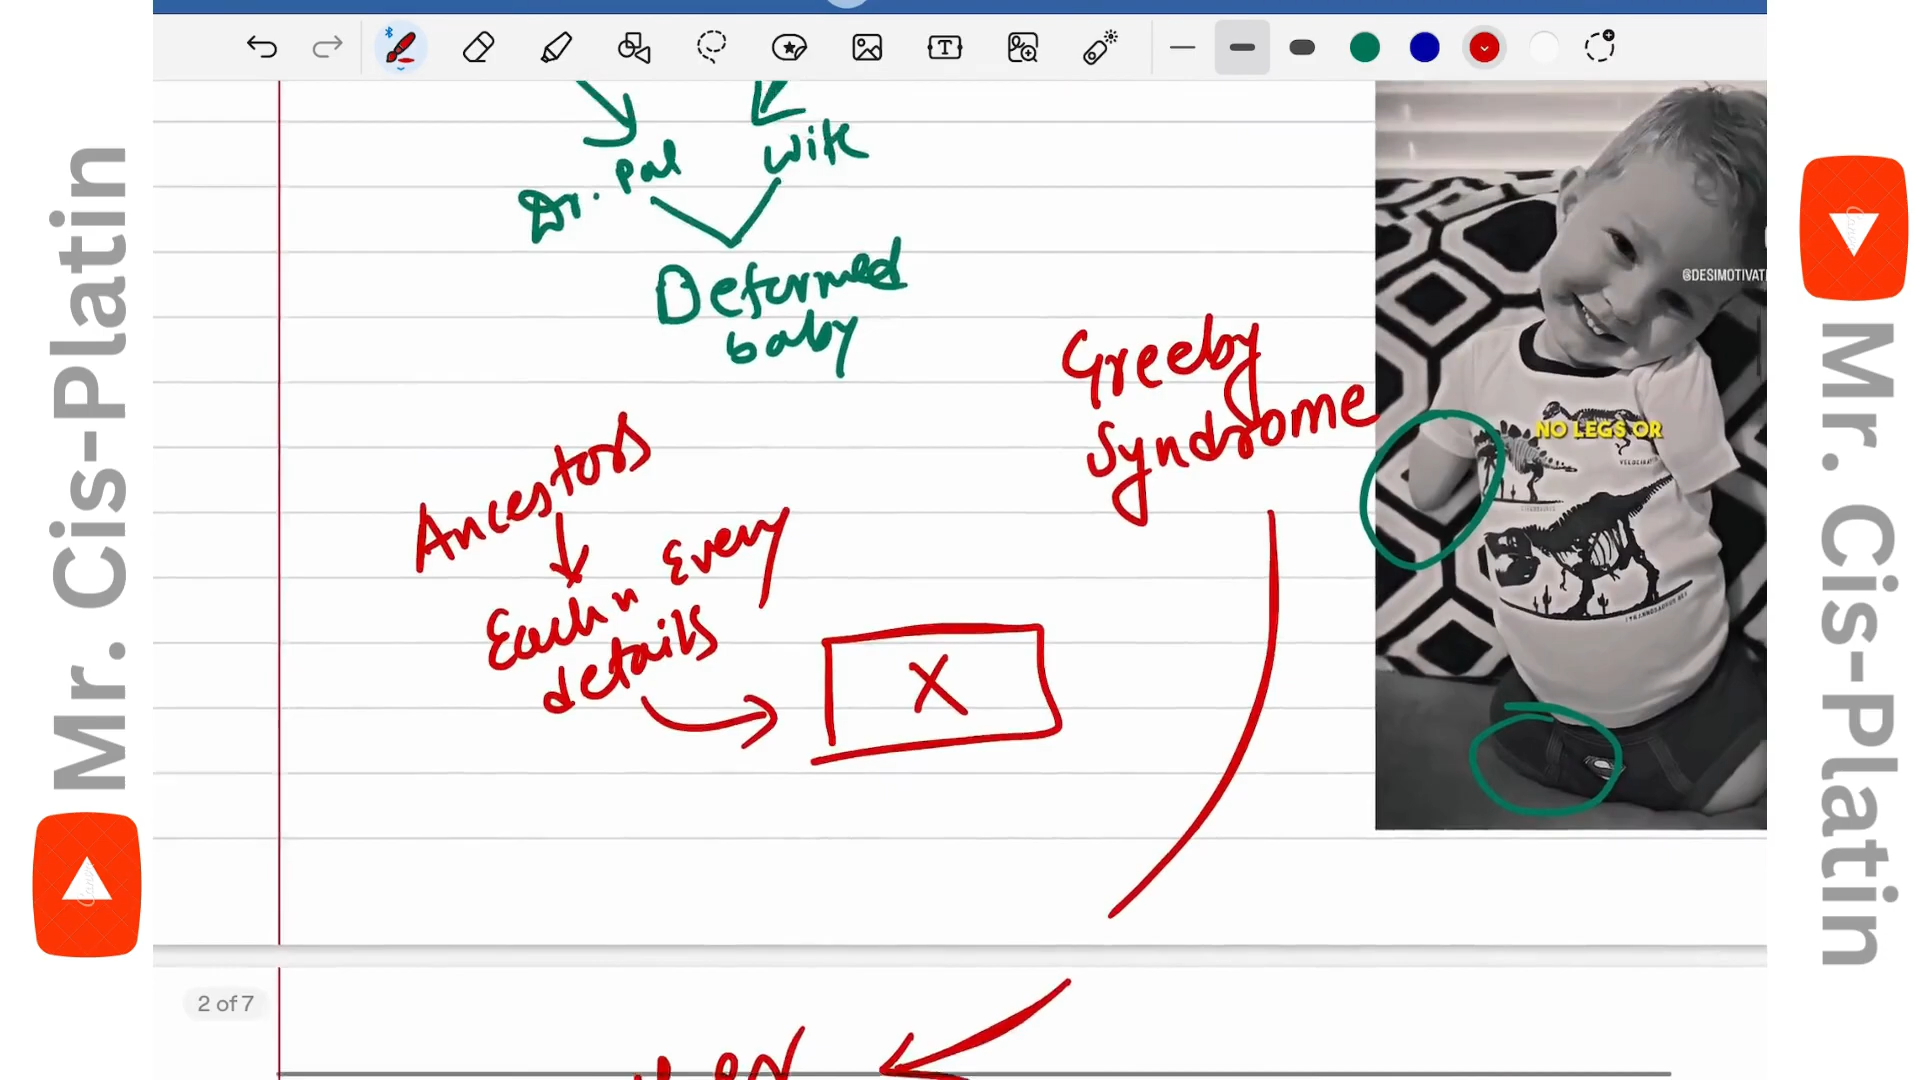 Mr. Cis-Platin
T
@DESIMOTIVATI
Dr. Pal
Wife
Deformed
baby
Greeby
Syndrome
NO LEGS OR
Ancestors
Each n Every
details
X
2 of 7
Mr. Cis-Platin